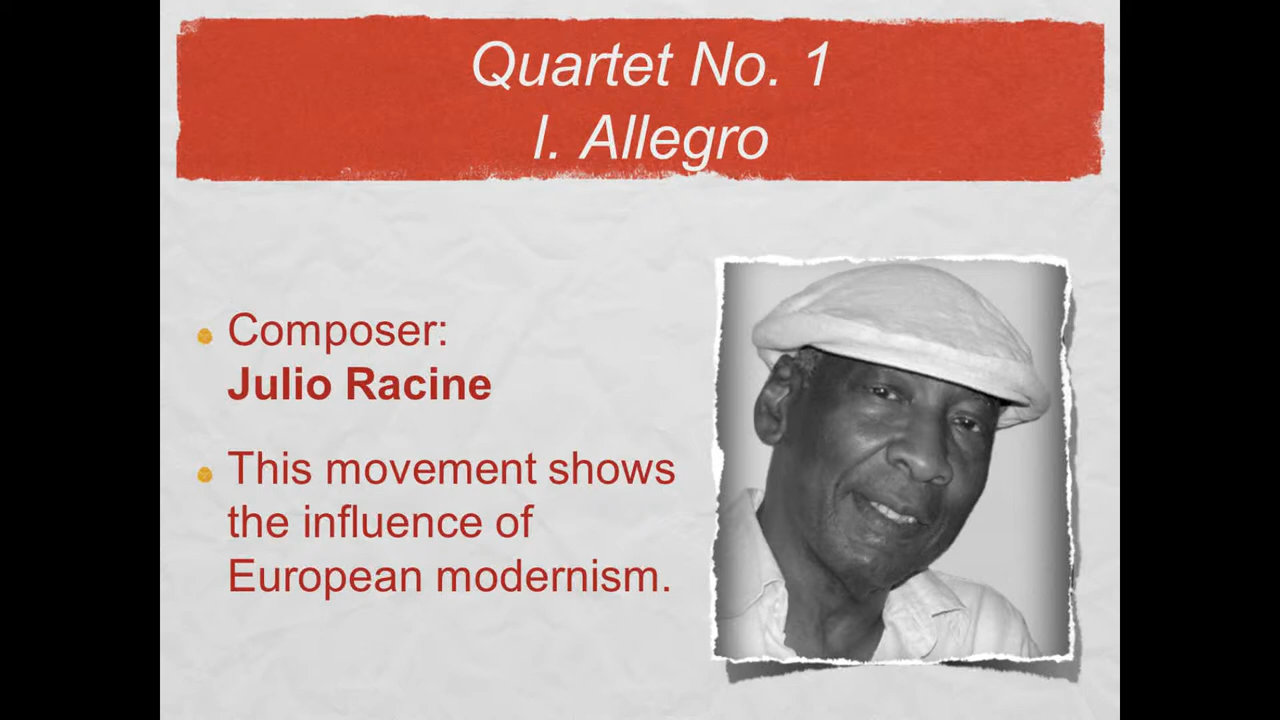 Quartet No. 1
I. Allegro
Composer:
Julio Racine
This movement shows
the influence of
European modernism.